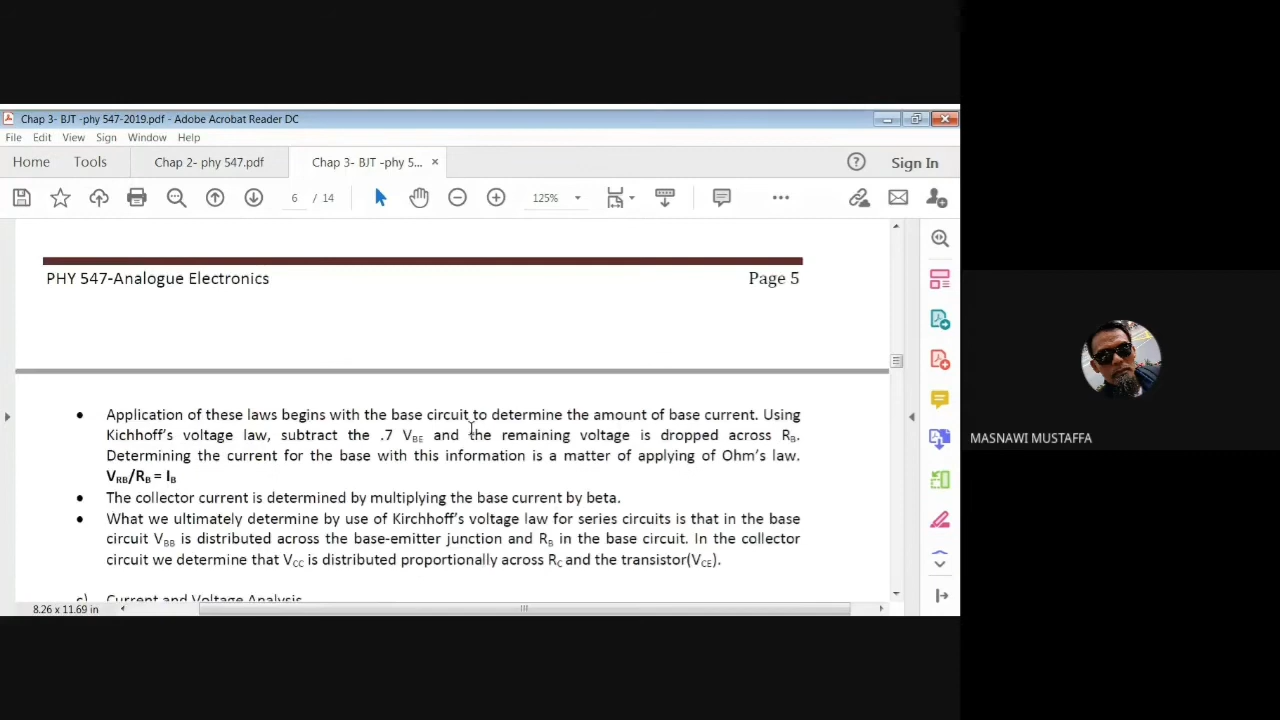 Chap 3- BJT -phy 547-2019.pdf - Adobe Acrobat Reader DC
File Edit View Sign Window Help
Home Tools Chap 2- phy 547.pdf Chap 3- BJT -phy 5... × Sign In
6 / 14 125%
PHY 547-Analogue Electronics Page 5
• Application of these laws begins with the base circuit to determine the amount of base current. Using
Kichhoff's voltage law, subtract the .7 VBE and the remaining voltage is dropped across RB.
Determining the current for the base with this information is a matter of applying of Ohm's law.
VRB/RB = IB
• The collector current is determined by multiplying the base current by beta.
• What we ultimately determine by use of Kirchhoff's voltage law for series circuits is that in the base
circuit VBB is distributed across the base-emitter junction and RB in the base circuit. In the collector
circuit we determine that VCC is distributed proportionally across RC and the transistor(VCE).
c) Current and Voltage Analysis
8.26 x 11.69 in
MASNAWI MUSTAFFA